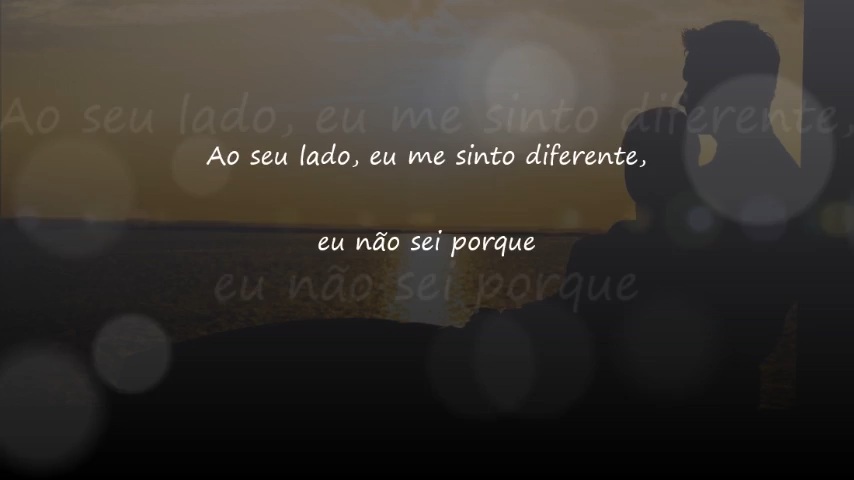 Ao seu lado, eu me sinto diferente,
Ao seu lado, eu me sinto diferente,
eu não sei porque
eu não sei porque